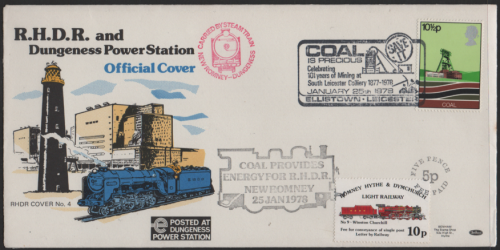 R.H.D.R. and
Dungeness Power Station
Official Cover
CARRIED BY STEAM TRAIN
NEW ROMNEY - DUNGENESS
COAL
IS PRECIOUS
SAVE IT
Celebrating
101 years of Mining at
South Leicester Colliery 1877-1978
JANUARY 25th 1978
ELLISTOWN - LEICESTER
10½p
COAL
COAL PROVIDES
ENERGY FOR R.H.D.R.
NEW ROMNEY
25 JAN 1978
FIVE PENCE
5p
FEE PAID
ROMNEY HYTHE & DYMCHURCH
LIGHT RAILWAY
No 9 - Winston Churchill
10p
For the conveyance of single post
Letter by Railway
RHDR COVER No. 4
POSTED AT
DUNGENESS
POWER STATION